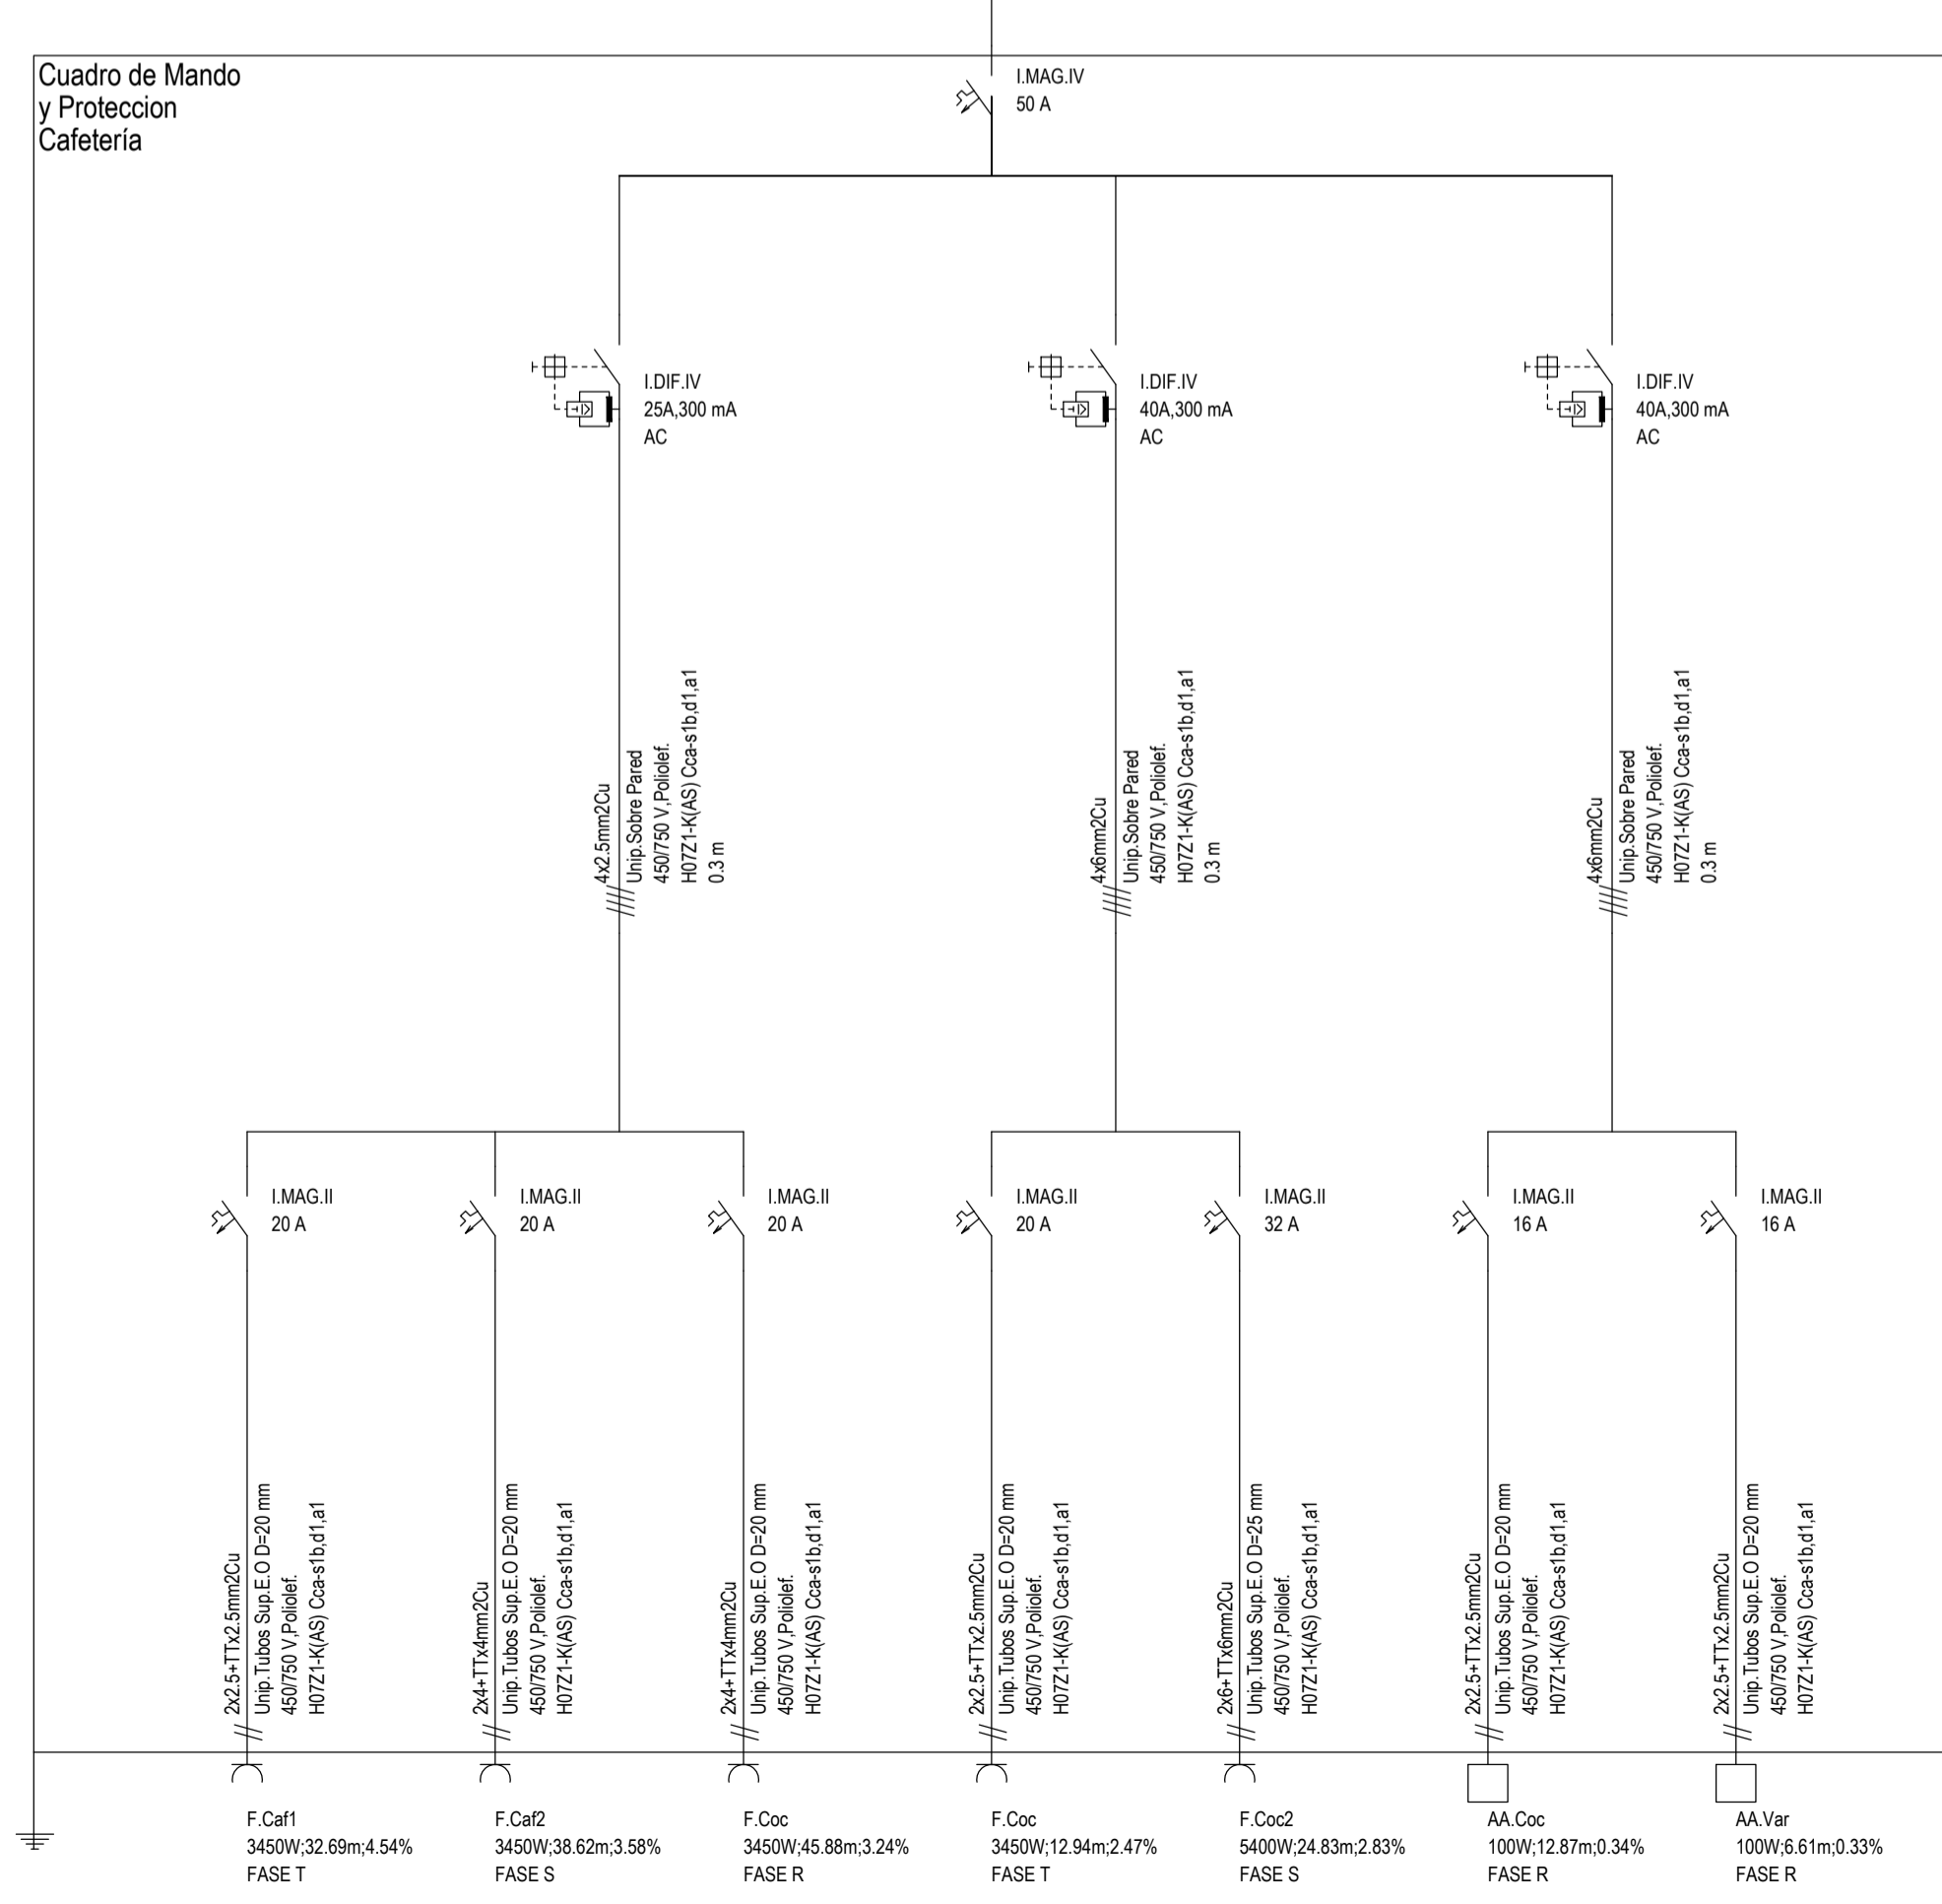 Cuadro de Mando
y Proteccion
Cafetería
I.MAG.IV
50 A
I.DIF.IV
25A,300 mA
AC
I.DIF.IV
40A,300 mA
AC
I.DIF.IV
40A,300 mA
AC
4x2.5mm2Cu
Unip.Sobre Pared
450/750 V,Poliolef.
H07Z1-K(AS) Cca-s1b,d1,a1
0.3 m
4x6mm2Cu
Unip.Sobre Pared
450/750 V,Poliolef.
H07Z1-K(AS) Cca-s1b,d1,a1
0.3 m
4x6mm2Cu
Unip.Sobre Pared
450/750 V,Poliolef.
H07Z1-K(AS) Cca-s1b,d1,a1
0.3 m
I.MAG.II
20 A
I.MAG.II
20 A
I.MAG.II
20 A
I.MAG.II
20 A
I.MAG.II
32 A
I.MAG.II
16 A
I.MAG.II
16 A
2x2.5+TTx2.5mm2Cu
Unip.Tubos Sup.E.O D=20 mm
450/750 V,Poliolef.
H07Z1-K(AS) Cca-s1b,d1,a1
2x4+TTx4mm2Cu
Unip.Tubos Sup.E.O D=20 mm
450/750 V,Poliolef.
H07Z1-K(AS) Cca-s1b,d1,a1
2x4+TTx4mm2Cu
Unip.Tubos Sup.E.O D=20 mm
450/750 V,Poliolef.
H07Z1-K(AS) Cca-s1b,d1,a1
2x2.5+TTx2.5mm2Cu
Unip.Tubos Sup.E.O D=20 mm
450/750 V,Poliolef.
H07Z1-K(AS) Cca-s1b,d1,a1
2x6+TTx6mm2Cu
Unip.Tubos Sup.E.O D=25 mm
450/750 V,Poliolef.
H07Z1-K(AS) Cca-s1b,d1,a1
2x2.5+TTx2.5mm2Cu
Unip.Tubos Sup.E.O D=20 mm
450/750 V,Poliolef.
H07Z1-K(AS) Cca-s1b,d1,a1
2x2.5+TTx2.5mm2Cu
Unip.Tubos Sup.E.O D=20 mm
450/750 V,Poliolef.
H07Z1-K(AS) Cca-s1b,d1,a1
F.Caf1
3450W;32.69m;4.54%
FASE T
F.Caf2
3450W;38.62m;3.58%
FASE S
F.Coc
3450W;45.88m;3.24%
FASE R
F.Coc
3450W;12.94m;2.47%
FASE T
F.Coc2
5400W;24.83m;2.83%
FASE S
AA.Coc
100W;12.87m;0.34%
FASE R
AA.Var
100W;6.61m;0.33%
FASE R